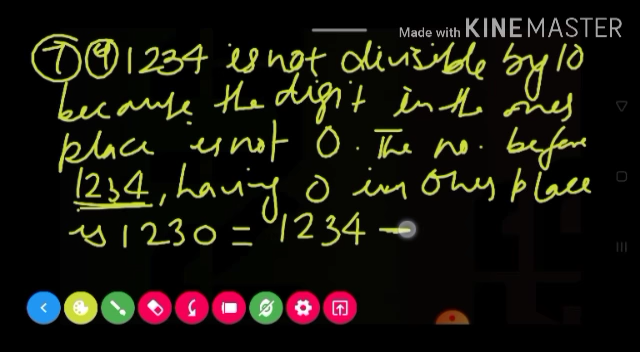 Made with KINEMASTER
7 4 1234 is not divisible by 10
because the digit in the ones
place is not 0. The no. before
1234, having 0 in Ones place
is 1230 = 1234 -